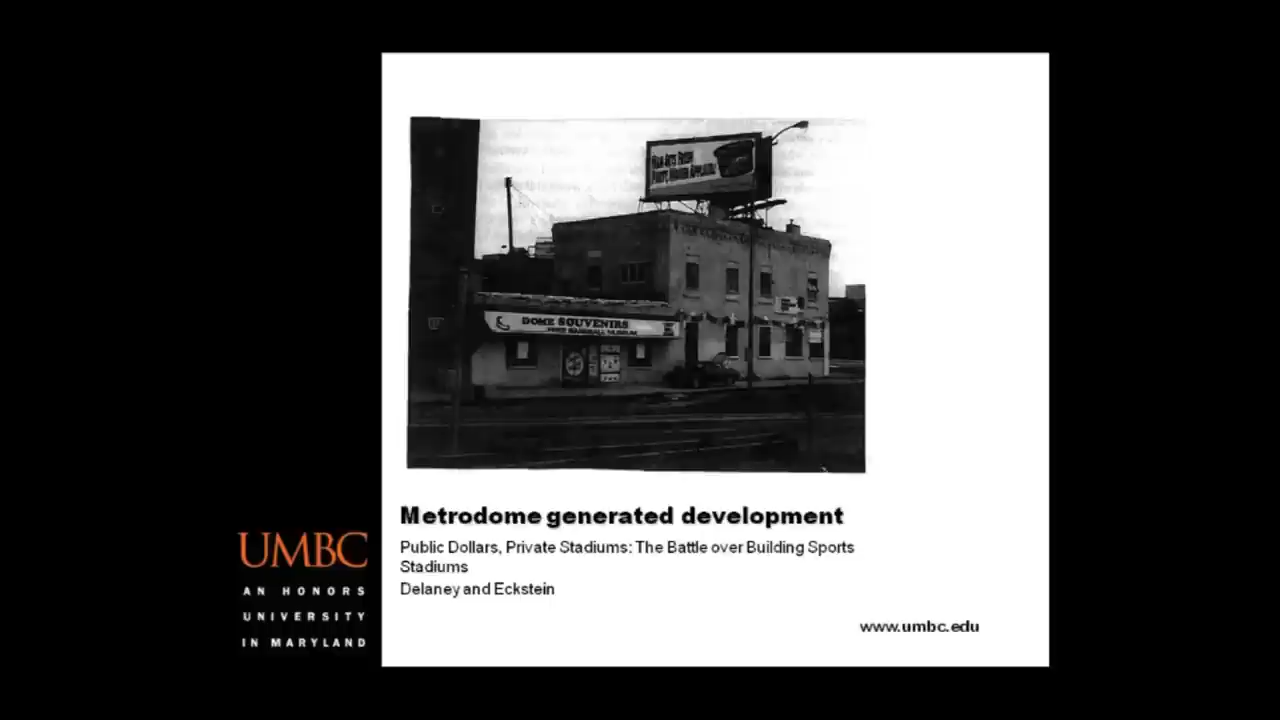 DOME SOUVENIRS
Metrodome generated development
Public Dollars, Private Stadiums: The Battle over Building Sports
Stadiums
Delaney and Eckstein
www.umbc.edu
UMBC
AN HONORS
UNIVERSITY
IN MARYLAND